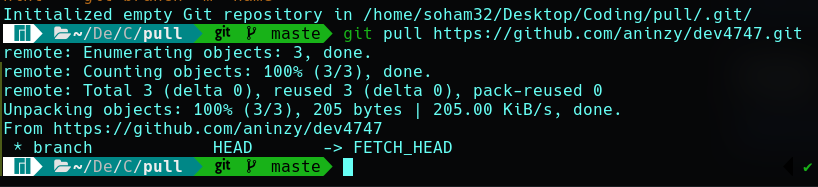 Initialized empty Git repository in /home/soham32/Desktop/Coding/pull/.git/
~/De/C/pull git maste git pull https://github.com/aninzy/dev4747.git
remote: Enumerating objects: 3, done.
remote: Counting objects: 100% (3/3), done.
remote: Total 3 (delta 0), reused 3 (delta 0), pack-reused 0
Unpacking objects: 100% (3/3), 205 bytes | 205.00 KiB/s, done.
From https://github.com/aninzy/dev4747
 * branch            HEAD       -> FETCH_HEAD
~/De/C/pull git maste ✔